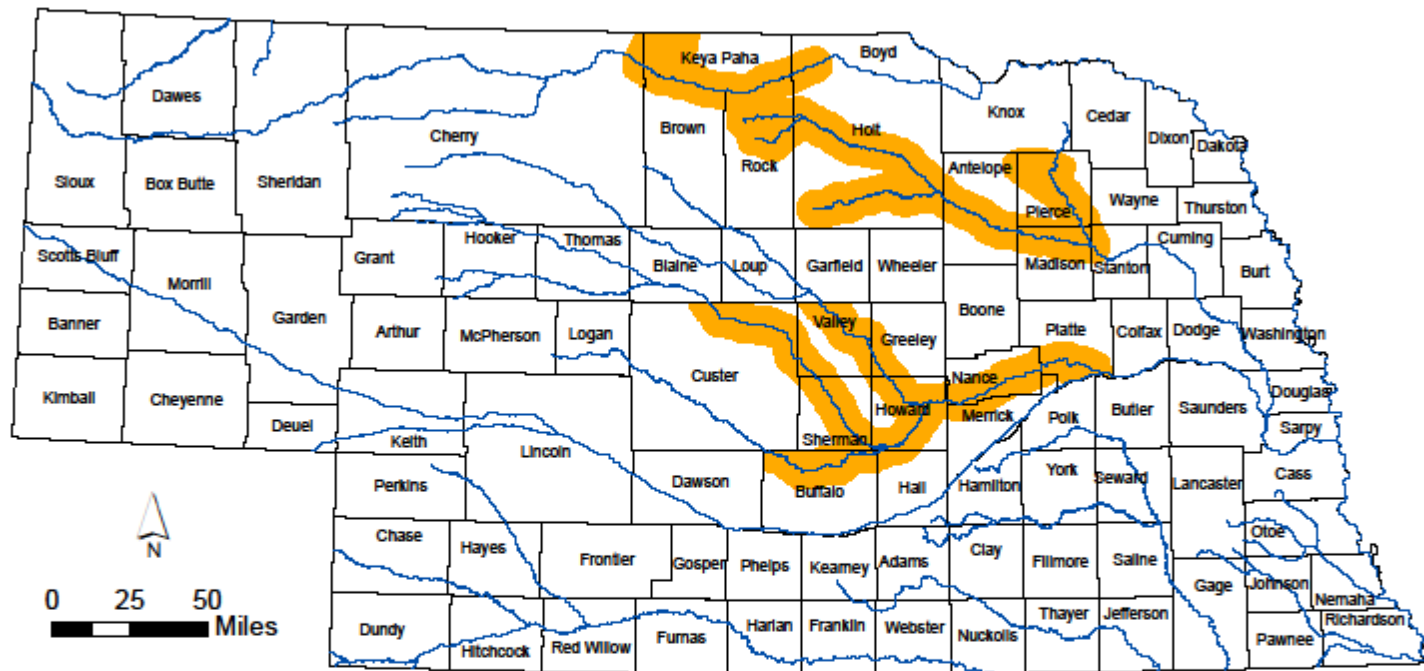 Keya Paha
Boyd
Dawes
Knox
Cedar
Cherry
Brown
Holt
Dixon
Dakota
Sioux
Box Butte
Sheridan
Rock
Antelope
Pierce
Wayne
Thurston
Scotts Bluff
Grant
Hooker
Thomas
Blaine
Loup
Garfield
Wheeler
Madison
Stanton
Cuming
Burt
Morrill
Garden
Banner
Arthur
McPherson
Logan
Valley
Greeley
Boone
Platte
Colfax
Dodge
Washington
Kimball
Cheyenne
Deuel
Custer
Sherman
Howard
Nance
Merrick
Polk
Butler
Saunders
Douglas
Sarpy
Keith
Lincoln
Perkins
Dawson
Buffalo
Hall
Hamilton
York
Seward
Lancaster
Cass
Otoe
Chase
Hayes
Frontier
Gosper
Phelps
Kearney
Adams
Clay
Fillmore
Saline
Gage
Johnson
Nemaha
N
0 25 50
Miles
Dundy
Hitchcock
Red Willow
Furnas
Harlan
Franklin
Webster
Nuckolls
Thayer
Jefferson
Pawnee
Richardson